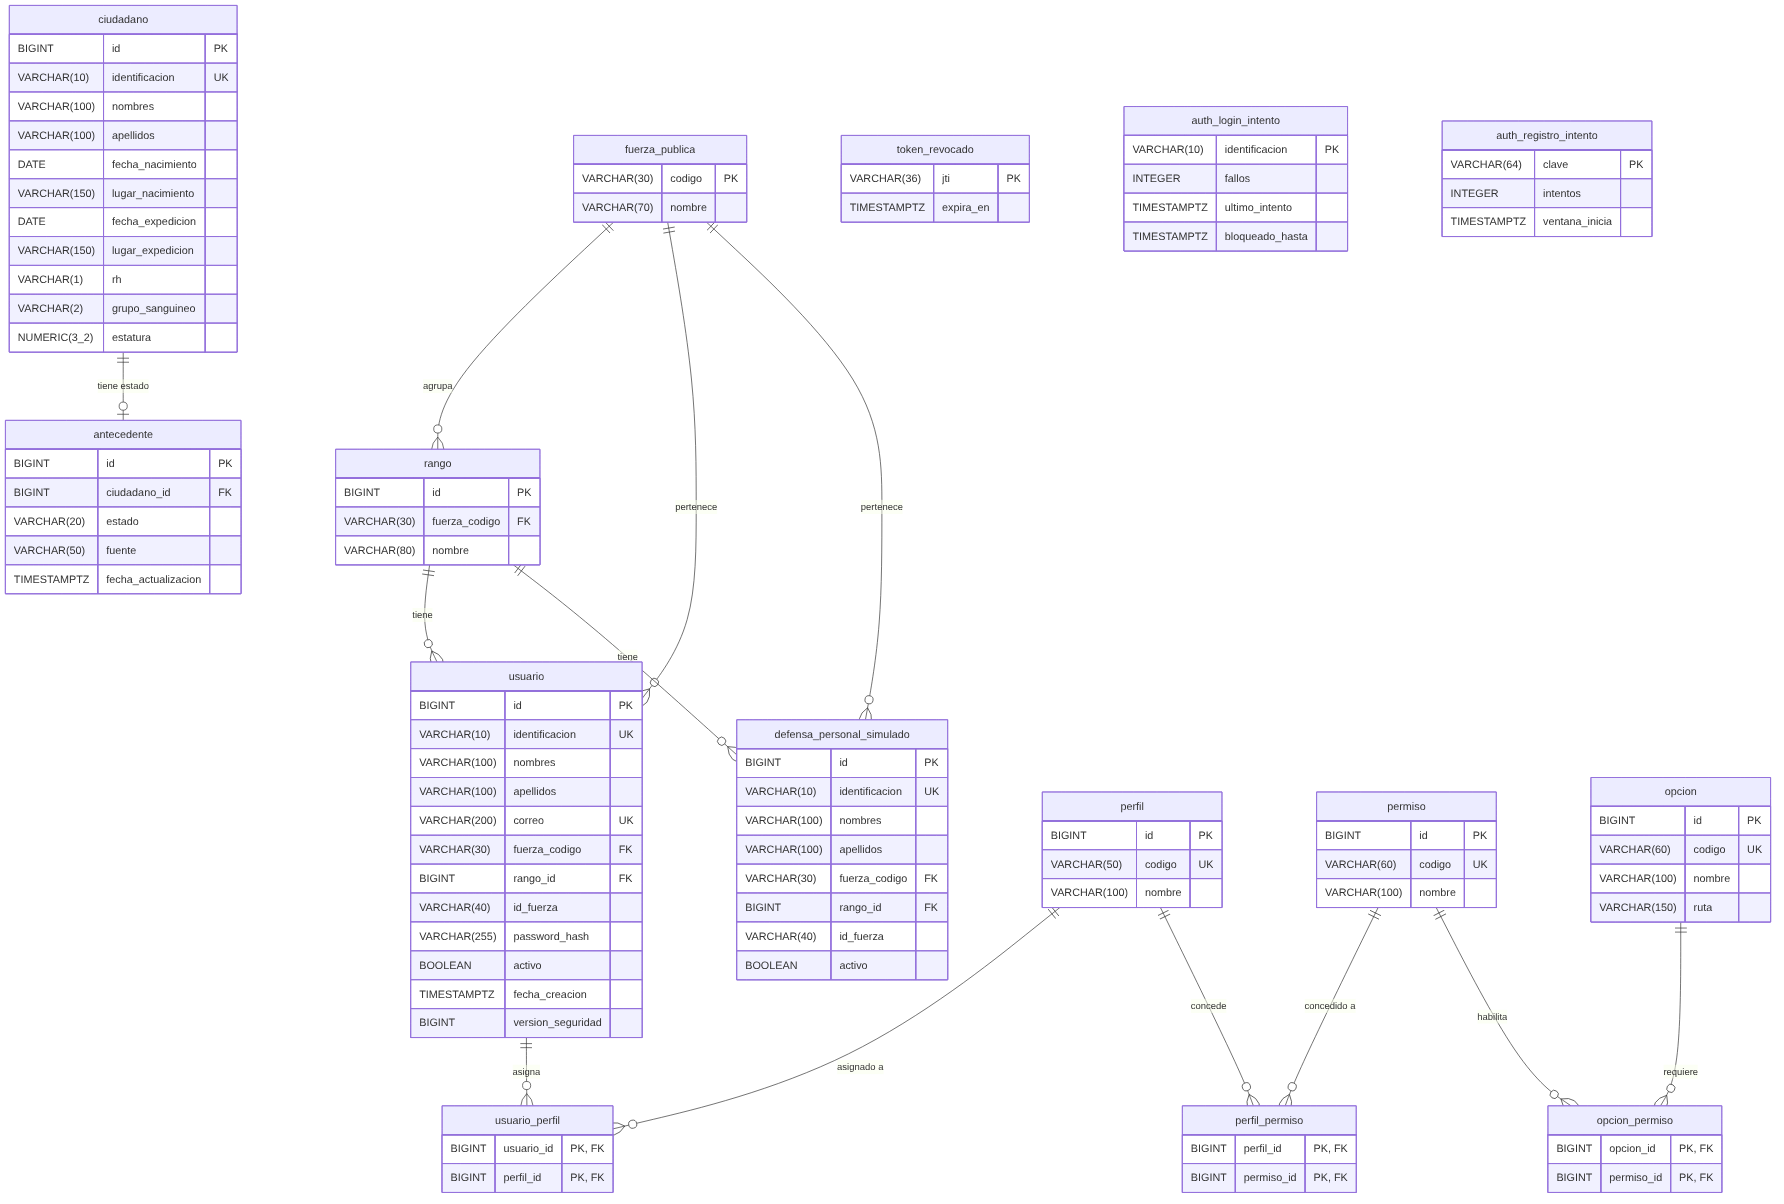 ciudadano
BIGINT id PK
VARCHAR(10) identificacion UK
VARCHAR(100) nombres
VARCHAR(100) apellidos
DATE fecha_nacimiento
VARCHAR(150) lugar_nacimiento
DATE fecha_expedicion
VARCHAR(150) lugar_expedicion
VARCHAR(1) rh
VARCHAR(2) grupo_sanguineo
NUMERIC(3_2) estatura
tiene estado
antecedente
BIGINT id PK
BIGINT ciudadano_id FK
VARCHAR(20) estado
VARCHAR(50) fuente
TIMESTAMPTZ fecha_actualizacion
fuerza_publica
VARCHAR(30) codigo PK
VARCHAR(70) nombre
token_revocado
VARCHAR(36) jti PK
TIMESTAMPTZ expira_en
auth_login_intento
VARCHAR(10) identificacion PK
INTEGER fallos
TIMESTAMPTZ ultimo_intento
TIMESTAMPTZ bloqueado_hasta
auth_registro_intento
VARCHAR(64) clave PK
INTEGER intentos
TIMESTAMPTZ ventana_inicia
agrupa
pertenece
pertenece
rango
BIGINT id PK
VARCHAR(30) fuerza_codigo FK
VARCHAR(80) nombre
tiene
tiene
usuario
BIGINT id PK
VARCHAR(10) identificacion UK
VARCHAR(100) nombres
VARCHAR(100) apellidos
VARCHAR(200) correo UK
VARCHAR(30) fuerza_codigo FK
BIGINT rango_id FK
VARCHAR(40) id_fuerza
VARCHAR(255) password_hash
BOOLEAN activo
TIMESTAMPTZ fecha_creacion
BIGINT version_seguridad
defensa_personal_simulado
BIGINT id PK
VARCHAR(10) identificacion UK
VARCHAR(100) nombres
VARCHAR(100) apellidos
VARCHAR(30) fuerza_codigo FK
BIGINT rango_id FK
VARCHAR(40) id_fuerza
BOOLEAN activo
perfil
BIGINT id PK
VARCHAR(50) codigo UK
VARCHAR(100) nombre
permiso
BIGINT id PK
VARCHAR(60) codigo UK
VARCHAR(100) nombre
opcion
BIGINT id PK
VARCHAR(60) codigo UK
VARCHAR(100) nombre
VARCHAR(150) ruta
asigna
asignado a
concede
concedido a
habilita
requiere
usuario_perfil
BIGINT usuario_id PK, FK
BIGINT perfil_id PK, FK
perfil_permiso
BIGINT perfil_id PK, FK
BIGINT permiso_id PK, FK
opcion_permiso
BIGINT opcion_id PK, FK
BIGINT permiso_id PK, FK